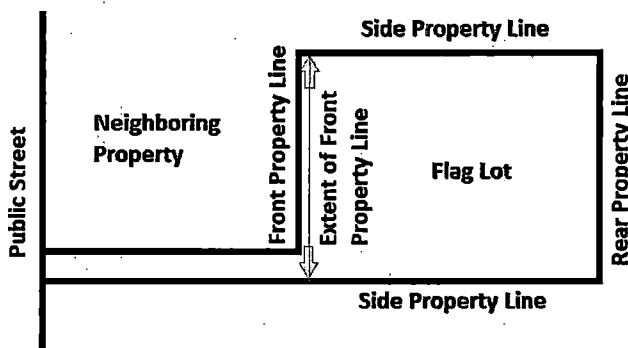 Side Property Line
Public Street
Neighboring
Property
Front Property Line
Extent of Front
Property Line
Flag Lot
Rear Property Line
Side Property Line